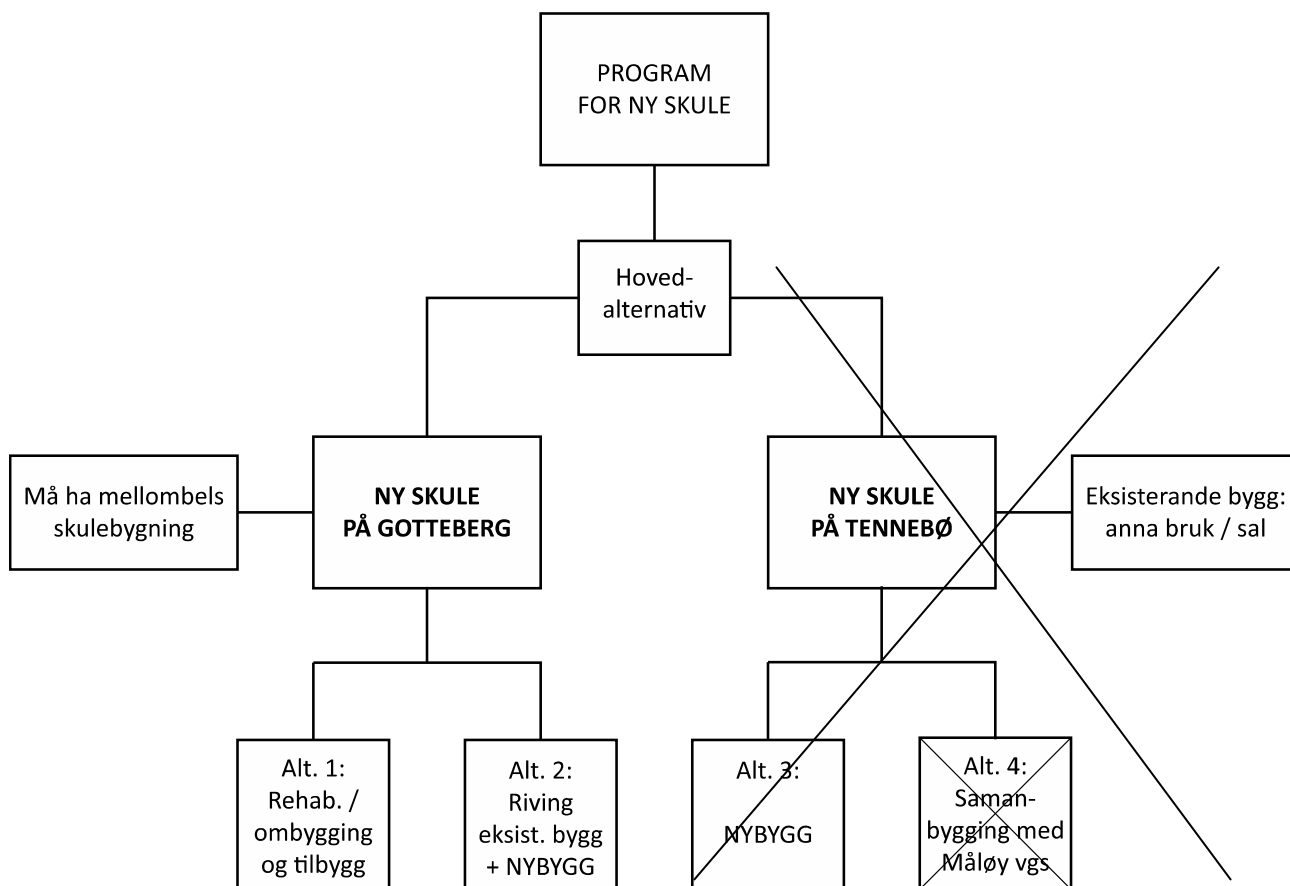 PROGRAM
FOR NY SKULE
Hoved-
alternativ
Må ha mellombels
skulebygning
NY SKULE
PÅ GOTTEBERG
NY SKULE
PÅ TENNEBØ
Eksisterande bygg:
anna bruk / sal
Alt. 1:
Rehab. /
ombygging
og tilbygg
Alt. 2:
Riving
eksist. bygg
+ NYBYGG
Alt. 3:
NYBYGG
Alt. 4:
Saman-
bygging med
Måløy vgs